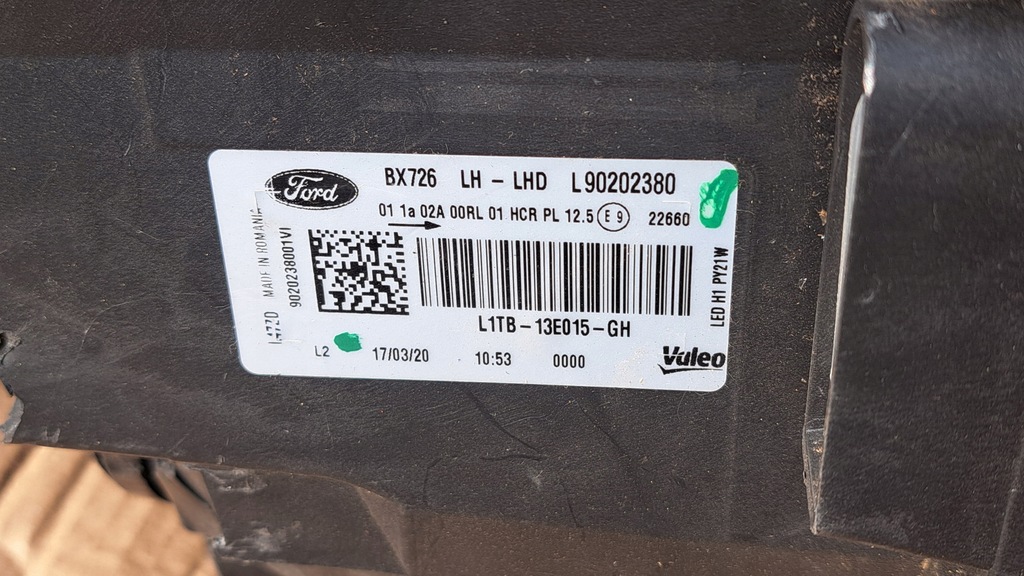 Ford
BX726 LH - LHD L90202380
01 1a 02A 00RL 01 HCR PL 12.5 E9 22660
MADE IN ROMANIA
9020238001VI
L1TB-13E015-GH
LED H1 PY21W
L2 17/03/20 10:53 0000
Valeo